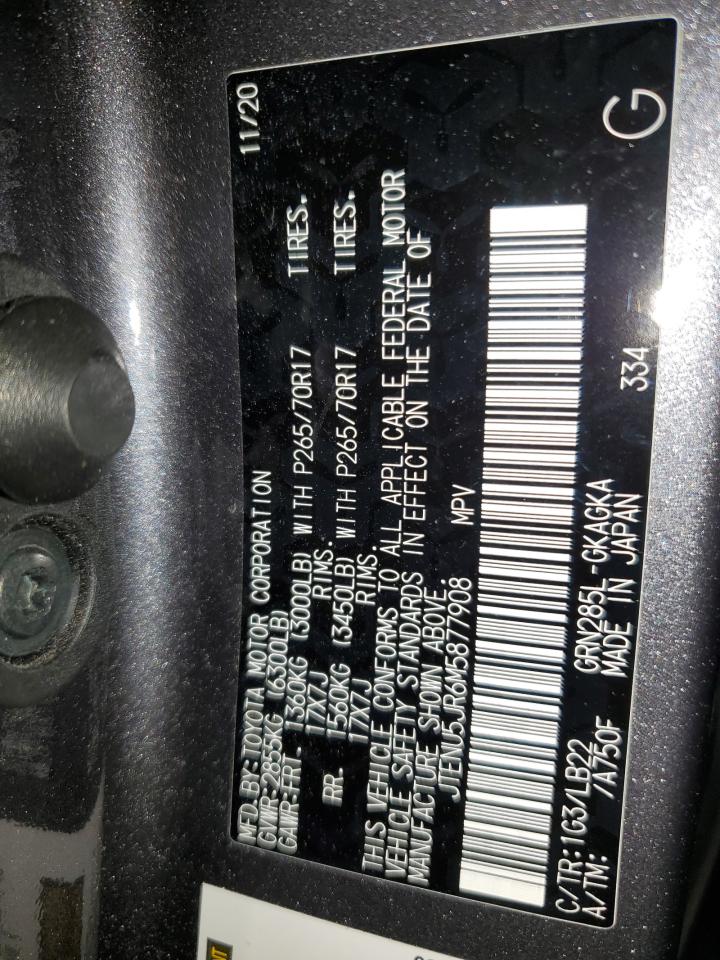 MFD.BY:TOYOTA MOTOR CORPORATION 11/20
GVWR:2855KG (6300LB)
GAWR:FRT. 1360KG (3000LB) WITH P265/70R17 TIRES.
17X7J RIMS.
RR. 1560KG (3450LB) WITH P265/70R17 TIRES.
17X7J RIMS.
THIS VEHICLE CONFORMS TO ALL APPLICABLE FEDERAL MOTOR
VEHICLE SAFETY STANDARDS IN EFFECT ON THE DATE OF
MANUFACTURE SHOWN ABOVE.
JTENU5JR6M5877908 MPV
C/TR:1G3/LB22 GRN285L-GKAGKA
A/TM: /A750F MADE IN JAPAN 334 G